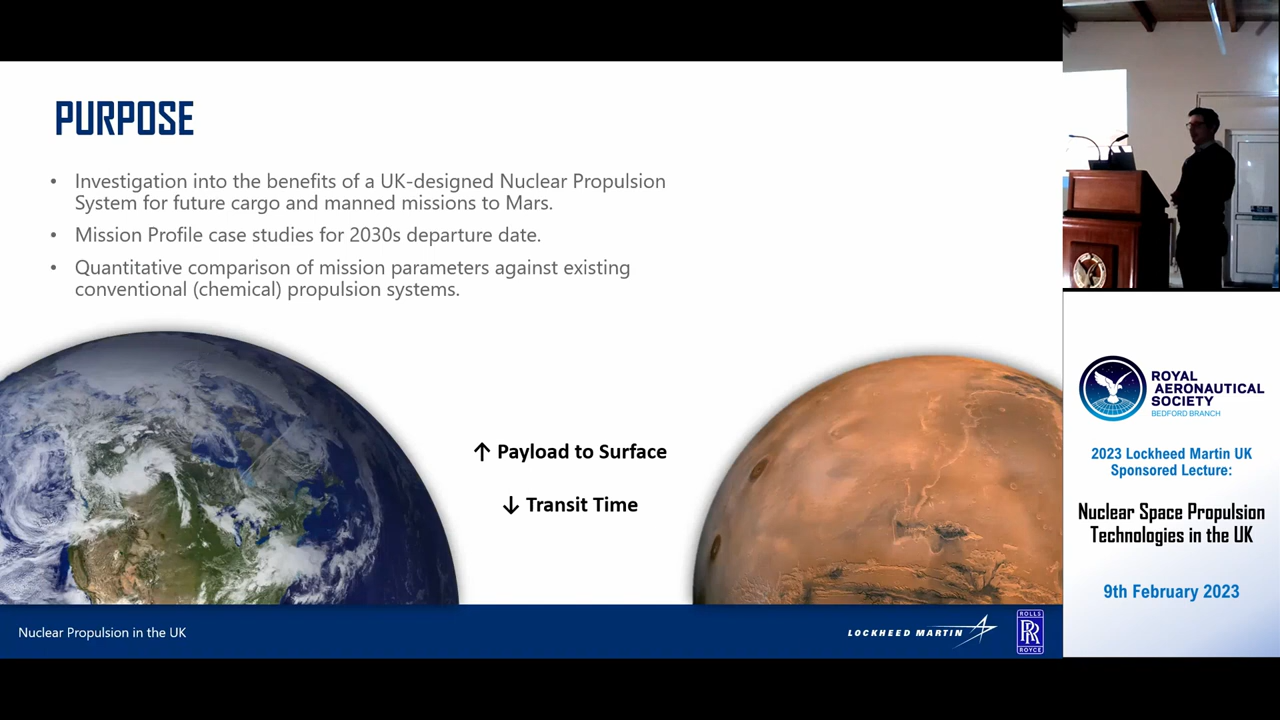 PURPOSE
• Investigation into the benefits of a UK-designed Nuclear Propulsion
System for future cargo and manned missions to Mars.
• Mission Profile case studies for 2030s departure date.
• Quantitative comparison of mission parameters against existing
conventional (chemical) propulsion systems.
↑ Payload to Surface
↓ Transit Time
Nuclear Propulsion in the UK
LOCKHEED MARTIN
ROLLS
RR
ROYCE
ROYAL
AERONAUTICAL
SOCIETY
BEDFORD BRANCH
2023 Lockheed Martin UK
Sponsored Lecture:
Nuclear Space Propulsion
Technologies in the UK
9th February 2023